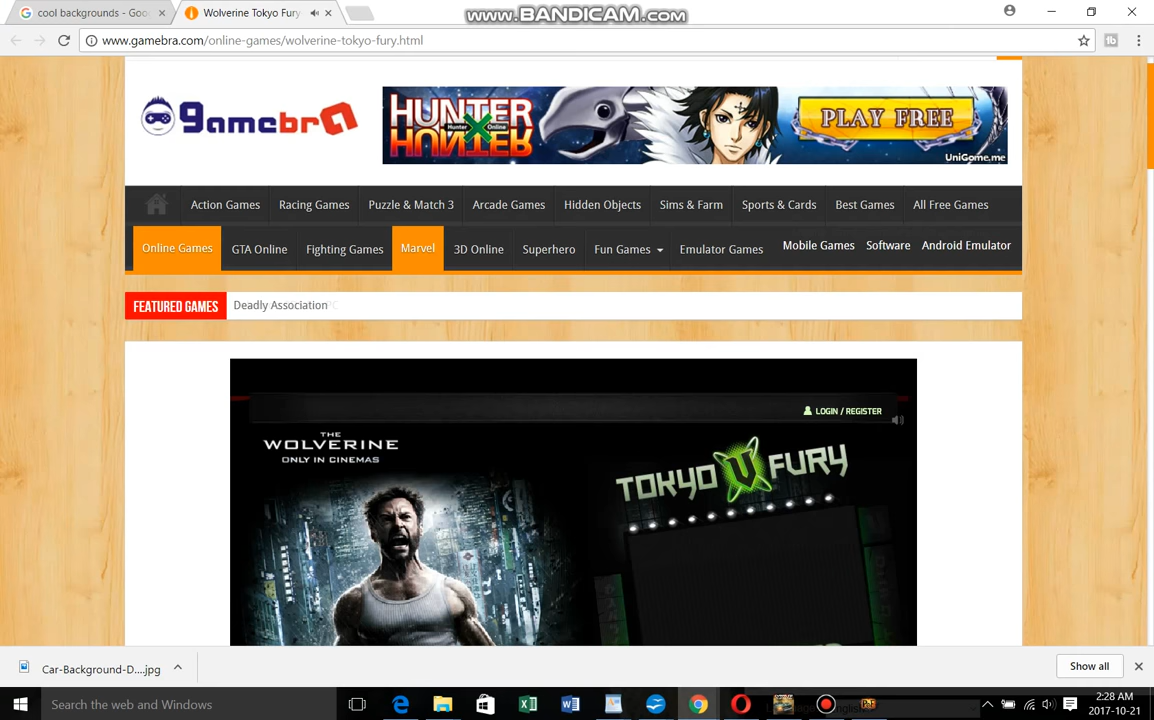 www.BANDICAM.com
cool backgrounds - Goo
Wolverine Tokyo Fury
www.gamebra.com/online-games/wolverine-tokyo-fury.html
gamebra
HUNTER
Hunter Online
HUNTER
PLAY FREE
UniGome.me
Action Games
Racing Games
Puzzle & Match 3
Arcade Games
Hidden Objects
Sims & Farm
Sports & Cards
Best Games
All Free Games
Online Games
GTA Online
Fighting Games
Marvel
3D Online
Superhero
Fun Games
Emulator Games
Mobile Games
Software
Android Emulator
FEATURED GAMES
Deadly Association
LOGIN / REGISTER
THE
WOLVERINE
ONLY IN CINEMAS
TOKYO FURY
Car-Background-D....jpg
Show all
Search the web and Windows
2:28 AM
2017-10-21